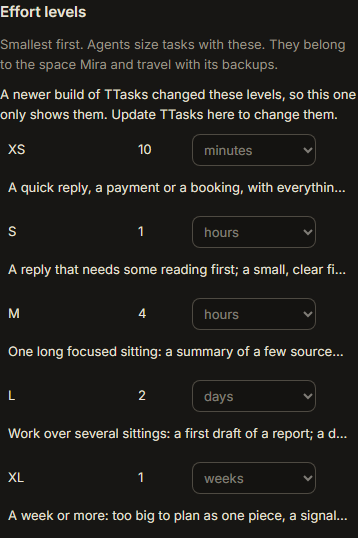 Effort levels
Smallest first. Agents size tasks with these. They belong
to the space Mira and travel with its backups.
A newer build of TTasks changed these levels, so this one
only shows them. Update TTasks here to change them.
XS 10 minutes
A quick reply, a payment or a booking, with everythin...
S 1 hours
A reply that needs some reading first; a small, clear fi...
M 4 hours
One long focused sitting: a summary of a few source...
L 2 days
Work over several sittings: a first draft of a report; a d...
XL 1 weeks
A week or more: too big to plan as one piece, a signal...